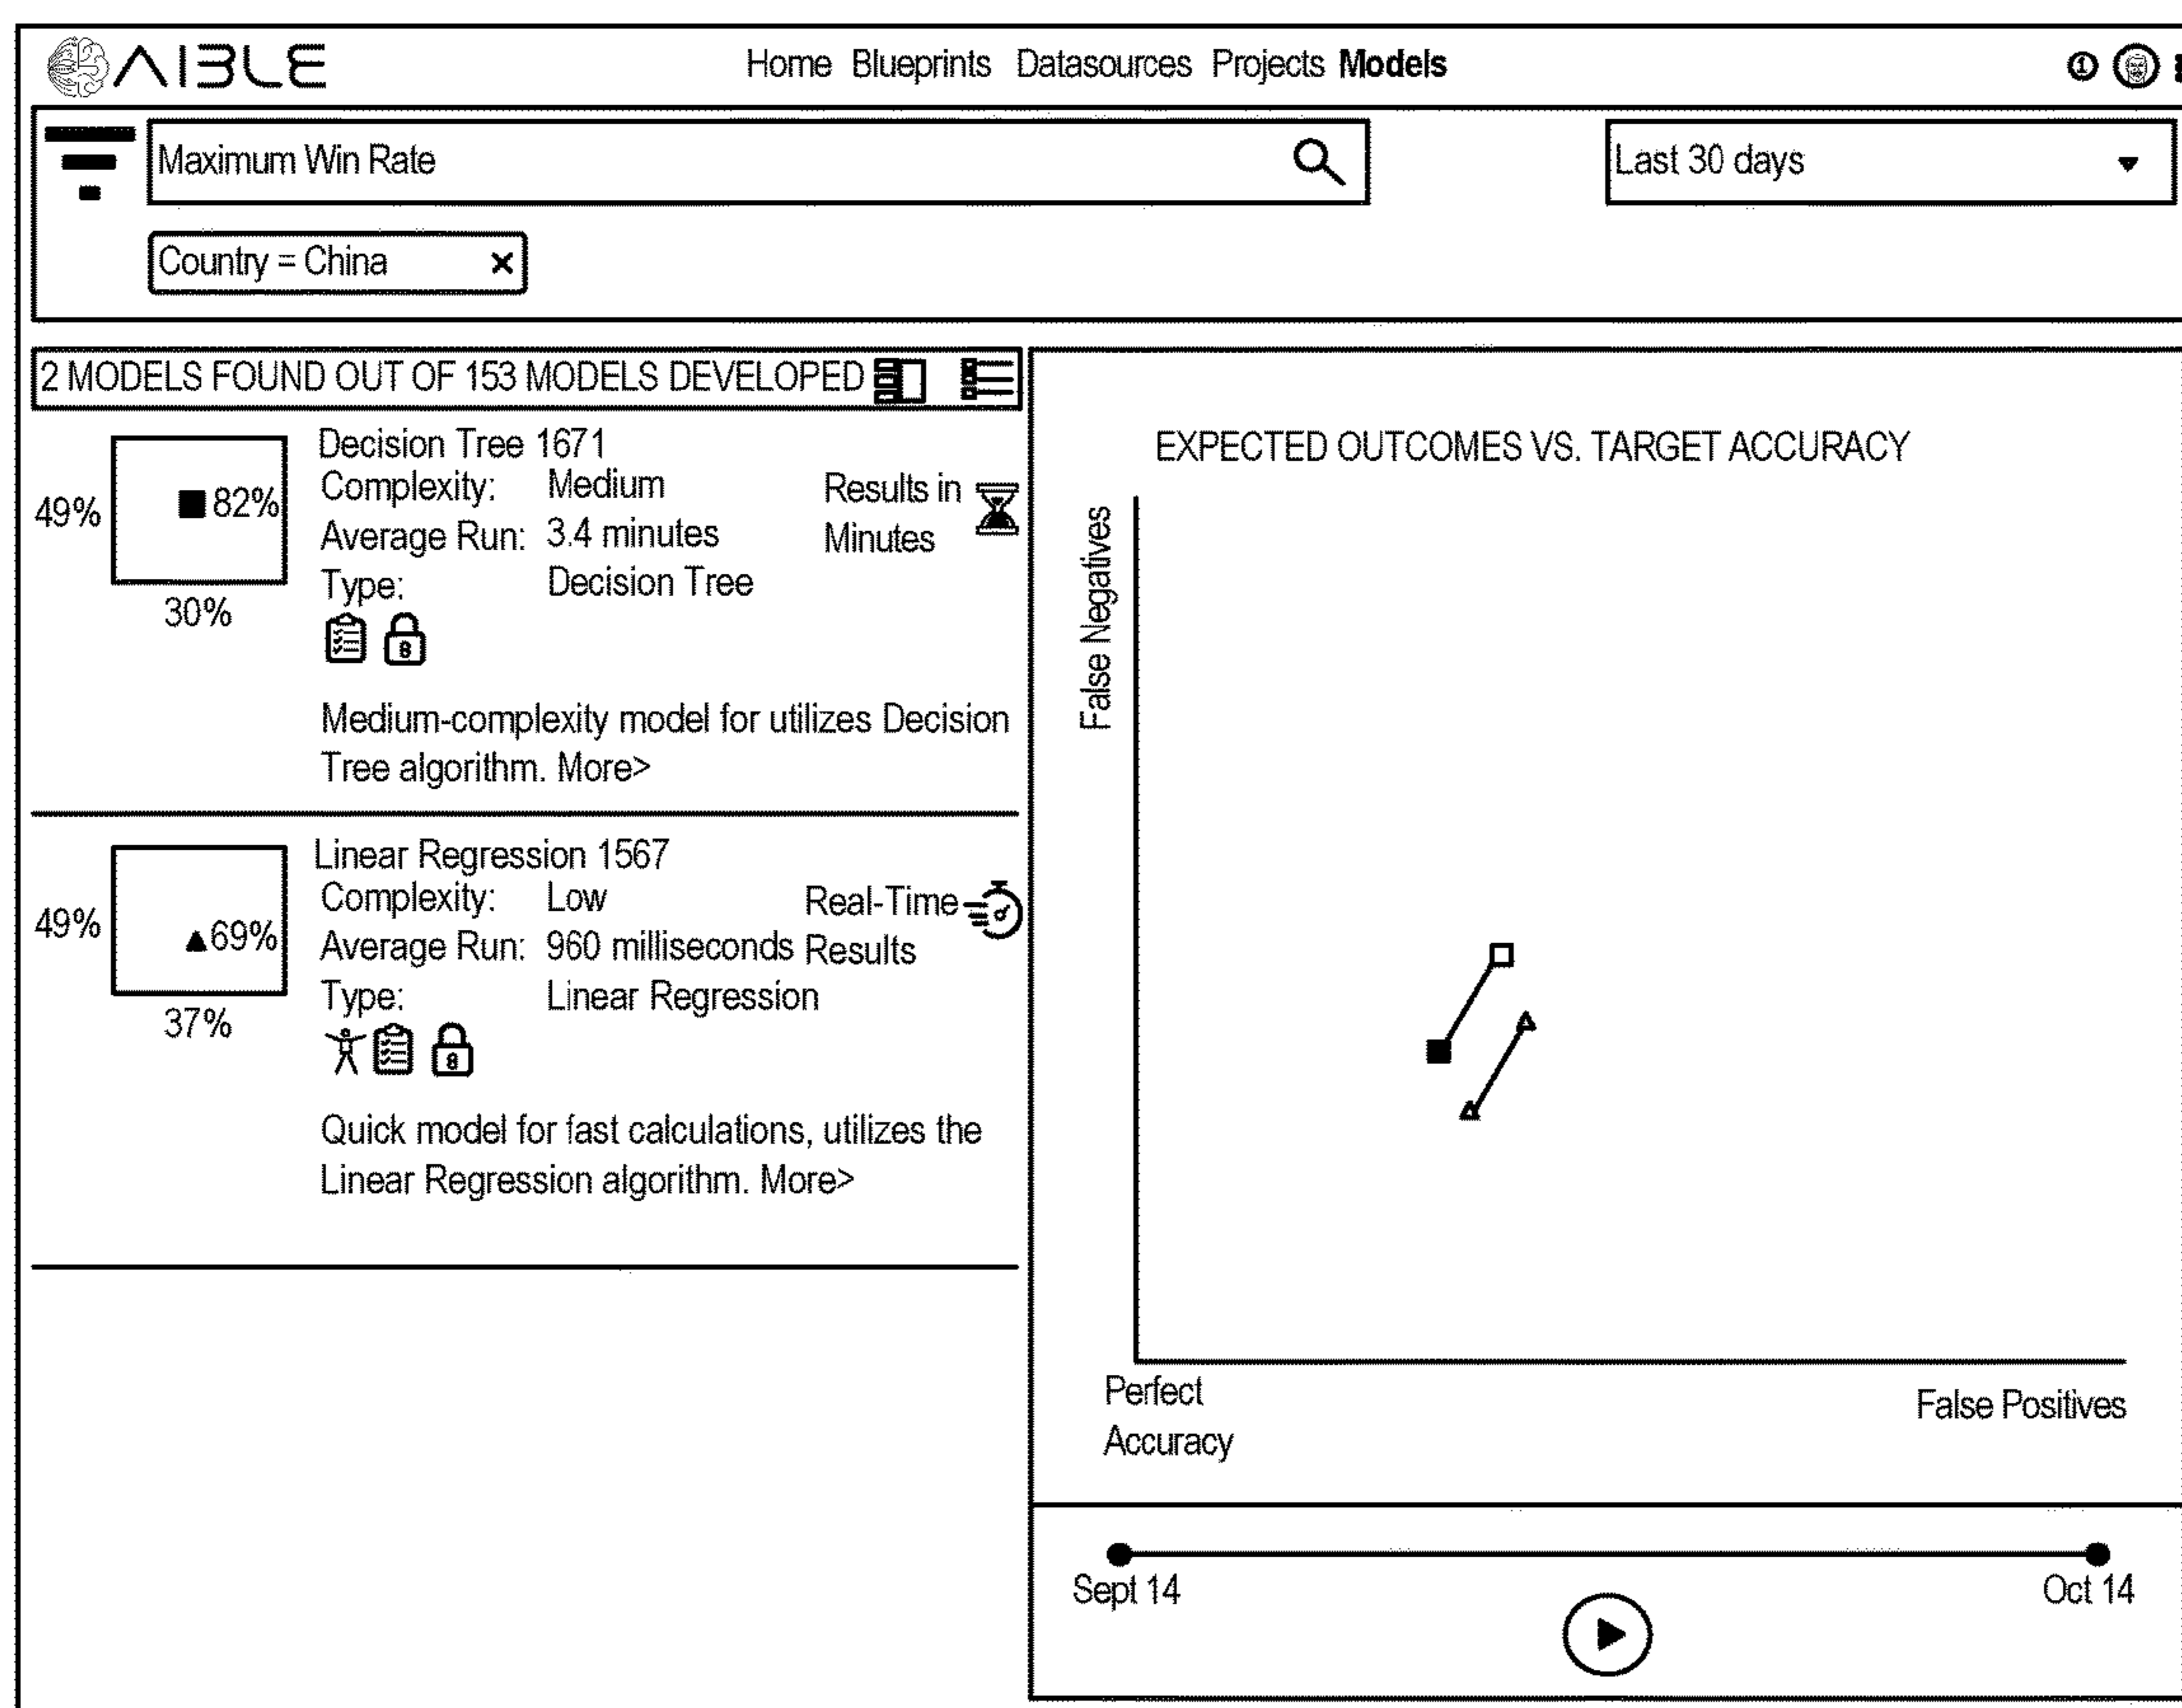 AIBLE
Home Blueprints Datasources Projects Models
1
Maximum Win Rate
Last 30 days
Country = China ×
2 MODELS FOUND OUT OF 153 MODELS DEVELOPED
Decision Tree 1671
49%
82%
30%
Complexity: Medium
Average Run: 3.4 minutes
Type: Decision Tree
Results in
Minutes
8
Medium-complexity model for utilizes Decision
Tree algorithm. More>
Linear Regression 1567
49%
69%
37%
Complexity: Low
Average Run: 960 milliseconds
Type: Linear Regression
Real-Time
Results
8
Quick model for fast calculations, utilizes the
Linear Regression algorithm. More>
EXPECTED OUTCOMES VS. TARGET ACCURACY
False Negatives
Perfect
Accuracy
False Positives
Sept 14
Oct 14